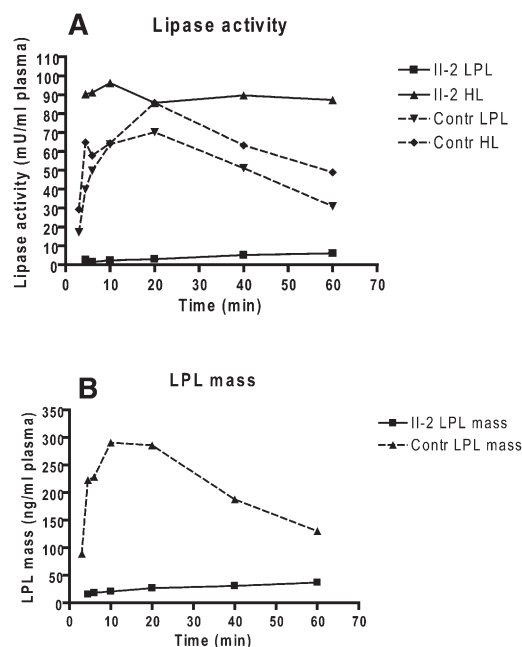 A
Lipase activity
Lipase activity (mU/ml plasma)
110
100
90
80
70
60
50
40
30
20
10
0
0 10 20 30 40 50 60 70
Time (min)
II-2 LPL
II-2 HL
Contr LPL
Contr HL
B
LPL mass
LPL mass (ng/ml plasma)
350
300
250
200
150
100
50
0
0 10 20 30 40 50 60 70
Time (min)
II-2 LPL mass
Contr LPL mass